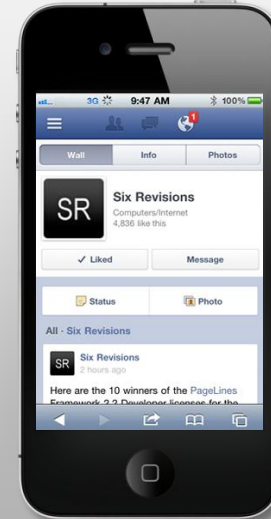 3G 9:47 AM 100%
1
Wall Info Photos
SR
Six Revisions
Computers/Internet
4,836 like this
✓ Liked Message
Status Photo
All · Six Revisions
SR
Six Revisions
2 hours ago
Here are the 10 winners of the PageLines
Framework 2.2 Developer licenses for the